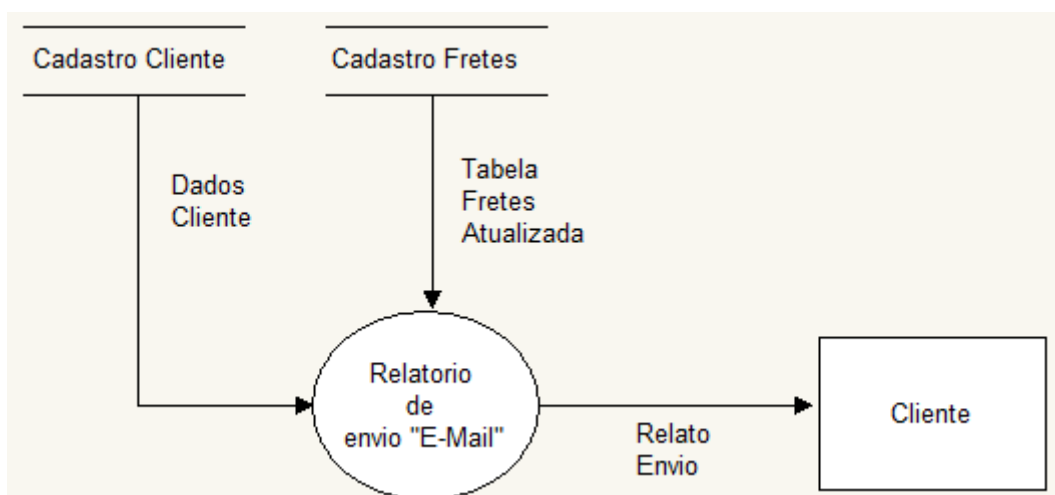 Cadastro Cliente
Cadastro Fretes
Dados
Cliente
Tabela
Fretes
Atualizada
Relatorio
de
envio "E-Mail"
Relato
Envio
Cliente